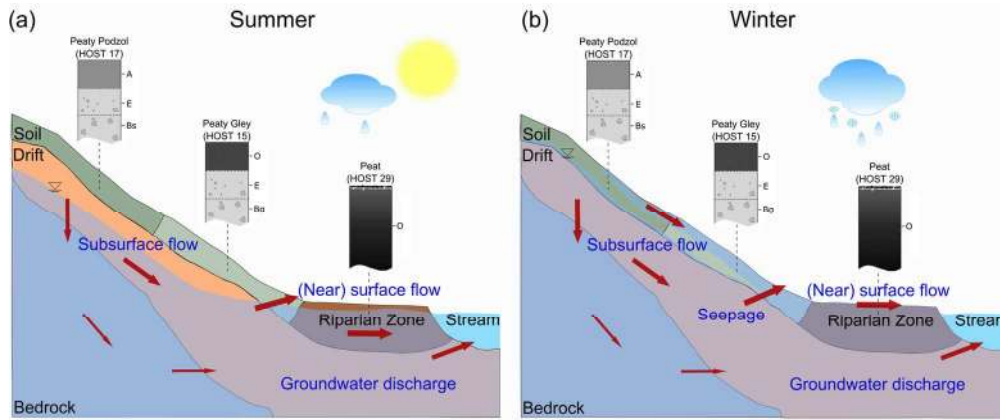 (a)
Summer
Peaty Podzol
(HOST 17)
A
E
Bs
Peaty Gley
(HOST 15)
O
E
Bg
Peat
(HOST 29)
O
Soil
Drift
Subsurface flow
(Near) surface flow
Riparian Zone
Stream
Groundwater discharge
Bedrock
(b)
Winter
Peaty Podzol
(HOST 17)
A
E
Bs
Peaty Gley
(HOST 15)
O
E
Bg
Peat
(HOST 29)
O
Soil
Drift
Subsurface flow
(Near) surface flow
Seepage
Riparian Zone
Stream
Groundwater discharge
Bedrock